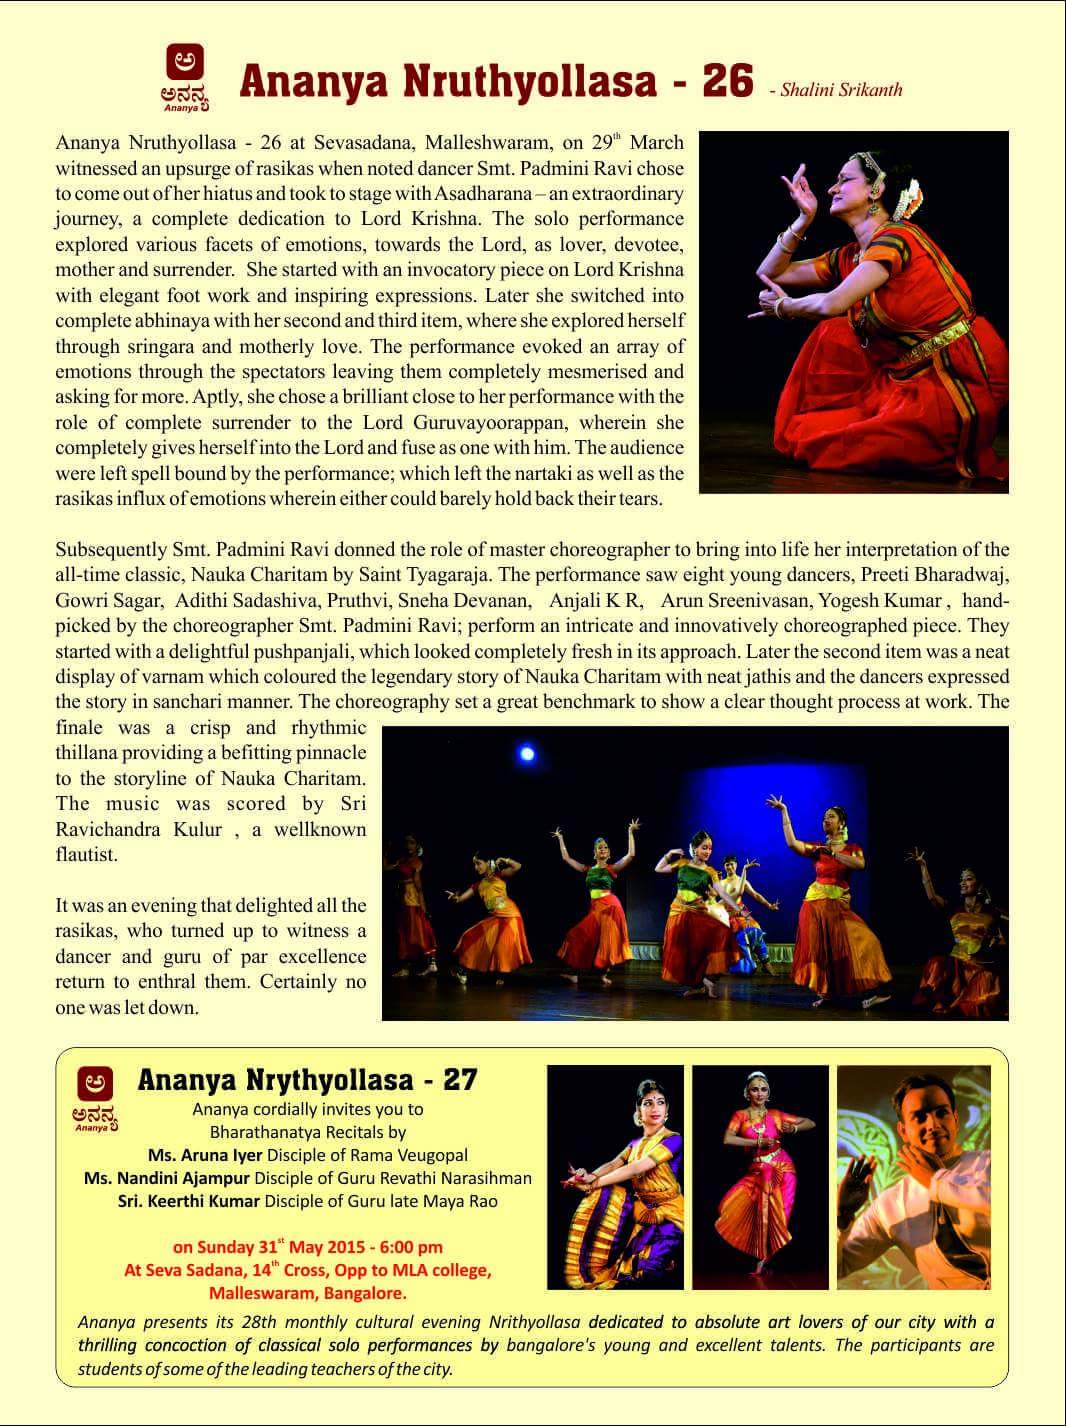 ಅ
ಅನನ್ಯ
Ananya
Ananya Nruthyollasa - 26 - Shalini Srikanth
Ananya Nruthyollasa - 26 at Sevasadana, Malleshwaram, on 29th March
witnessed an upsurge of rasikas when noted dancer Smt. Padmini Ravi chose
to come out of her hiatus and took to stage with Asadharana – an extraordinary
journey, a complete dedication to Lord Krishna. The solo performance
explored various facets of emotions, towards the Lord, as lover, devotee,
mother and surrender. She started with an invocatory piece on Lord Krishna
with elegant foot work and inspiring expressions. Later she switched into
complete abhinaya with her second and third item, where she explored herself
through sringara and motherly love. The performance evoked an array of
emotions through the spectators leaving them completely mesmerised and
asking for more. Aptly, she chose a brilliant close to her performance with the
role of complete surrender to the Lord Guruvayoorappan, wherein she
completely gives herself into the Lord and fuse as one with him. The audience
were left spell bound by the performance; which left the nartaki as well as the
rasikas influx of emotions wherein either could barely hold back their tears.
Subsequently Smt. Padmini Ravi donned the role of master choreographer to bring into life her interpretation of the
all-time classic, Nauka Charitam by Saint Tyagaraja. The performance saw eight young dancers, Preeti Bharadwaj,
Gowri Sagar, Adithi Sadashiva, Pruthvi, Sneha Devanan, Anjali K R, Arun Sreenivasan, Yogesh Kumar , hand-
picked by the choreographer Smt. Padmini Ravi; perform an intricate and innovatively choreographed piece. They
started with a delightful pushpanjali, which looked completely fresh in its approach. Later the second item was a neat
display of varnam which coloured the legendary story of Nauka Charitam with neat jathis and the dancers expressed
the story in sanchari manner. The choreography set a great benchmark to show a clear thought process at work. The
finale was a crisp and rhythmic
thillana providing a befitting pinnacle
to the storyline of Nauka Charitam.
The music was scored by Sri
Ravichandra Kulur , a wellknown
flautist.
It was an evening that delighted all the
rasikas, who turned up to witness a
dancer and guru of par excellence
return to enthral them. Certainly no
one was let down.
ಅ
ಅನನ್ಯ
Ananya
Ananya Nrythyollasa - 27
Ananya cordially invites you to
Bharathanatya Recitals by
Ms. Aruna Iyer Disciple of Rama Veugopal
Ms. Nandini Ajampur Disciple of Guru Revathi Narasihman
Sri. Keerthi Kumar Disciple of Guru late Maya Rao
on Sunday 31st May 2015 - 6:00 pm
At Seva Sadana, 14th Cross, Opp to MLA college,
Malleswaram, Bangalore.
Ananya presents its 28th monthly cultural evening Nrithyollasa dedicated to absolute art lovers of our city with a
thrilling concoction of classical solo performances by bangalore's young and excellent talents. The participants are
students of some of the leading teachers of the city.